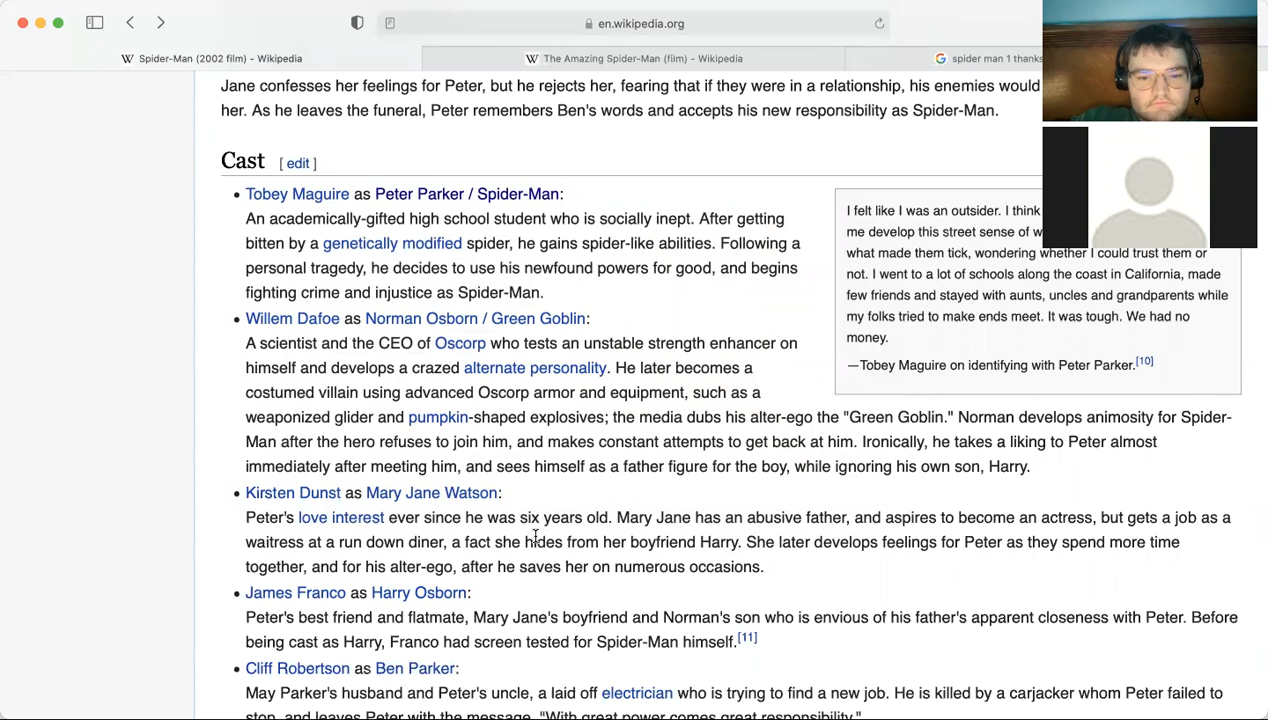 en.wikipedia.org
Spider-Man (2002 film) - Wikipedia
The Amazing Spider-Man (film) - Wikipedia
spider man 1 thanks
Jane confesses her feelings for Peter, but he rejects her, fearing that if they were in a relationship, his enemies would
her. As he leaves the funeral, Peter remembers Ben's words and accepts his new responsibility as Spider-Man.
Cast [ edit ]
Tobey Maguire as Peter Parker / Spider-Man:
An academically-gifted high school student who is socially inept. After getting
bitten by a genetically modified spider, he gains spider-like abilities. Following a
personal tragedy, he decides to use his newfound powers for good, and begins
fighting crime and injustice as Spider-Man.
I felt like I was an outsider. I think
me develop this street sense of
what made them tick, wondering whether I could trust them or
not. I went to a lot of schools along the coast in California, made
few friends and stayed with aunts, uncles and grandparents while
my folks tried to make ends meet. It was tough. We had no
money.
—Tobey Maguire on identifying with Peter Parker.[10]
Willem Dafoe as Norman Osborn / Green Goblin:
A scientist and the CEO of Oscorp who tests an unstable strength enhancer on
himself and develops a crazed alternate personality. He later becomes a
costumed villain using advanced Oscorp armor and equipment, such as a
weaponized glider and pumpkin-shaped explosives; the media dubs his alter-ego the "Green Goblin." Norman develops animosity for Spider-
Man after the hero refuses to join him, and makes constant attempts to get back at him. Ironically, he takes a liking to Peter almost
immediately after meeting him, and sees himself as a father figure for the boy, while ignoring his own son, Harry.
Kirsten Dunst as Mary Jane Watson:
Peter's love interest ever since he was six years old. Mary Jane has an abusive father, and aspires to become an actress, but gets a job as a
waitress at a run down diner, a fact she hides from her boyfriend Harry. She later develops feelings for Peter as they spend more time
together, and for his alter-ego, after he saves her on numerous occasions.
James Franco as Harry Osborn:
Peter's best friend and flatmate, Mary Jane's boyfriend and Norman's son who is envious of his father's apparent closeness with Peter. Before
being cast as Harry, Franco had screen tested for Spider-Man himself.[11]
Cliff Robertson as Ben Parker:
May Parker's husband and Peter's uncle, a laid off electrician who is trying to find a new job. He is killed by a carjacker whom Peter failed to
stop, and leaves Peter with the message, "With great power comes great responsibility."